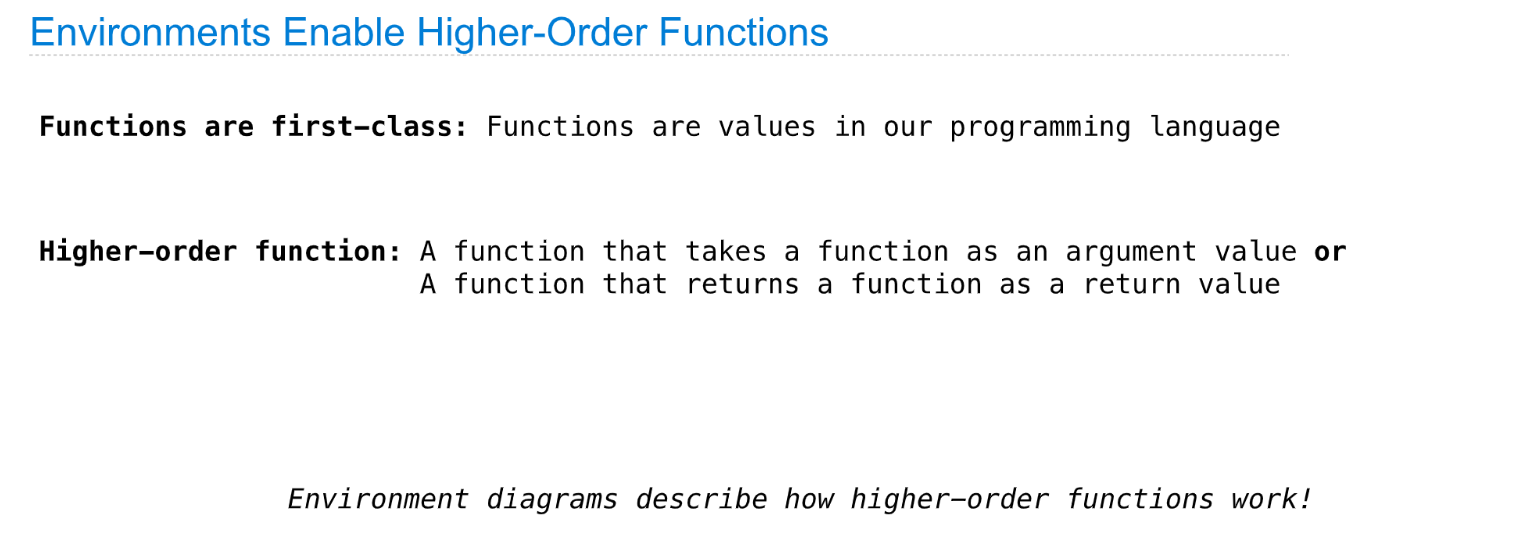 Environments Enable Higher-Order Functions
Functions are first-class: Functions are values in our programming language
Higher-order function: A function that takes a function as an argument value or
A function that returns a function as a return value
Environment diagrams describe how higher-order functions work!